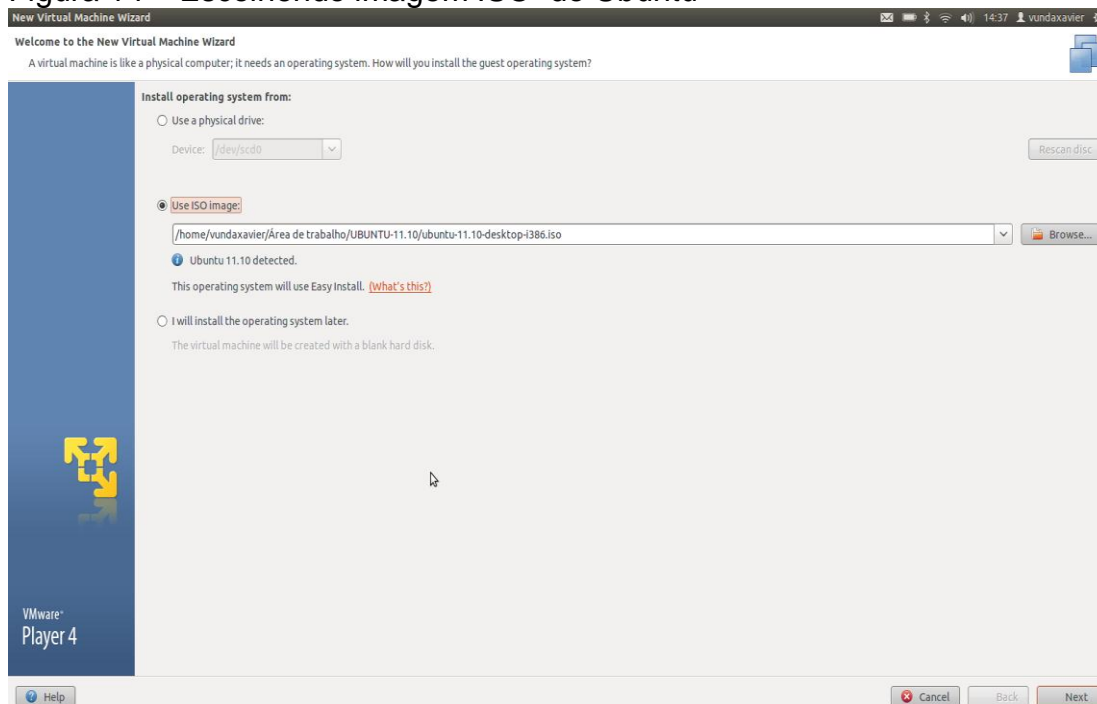 New Virtual Machine Wizard 14:37 vundaxavier
Welcome to the New Virtual Machine Wizard
A virtual machine is like a physical computer; it needs an operating system. How will you install the guest operating system?
Install operating system from:
Use a physical drive:
Device: /dev/scd0 Rescan disc
Use ISO image:
/home/vundaxavier/Área de trabalho/UBUNTU-11.10/ubuntu-11.10-desktop-i386.iso Browse...
Ubuntu 11.10 detected.
This operating system will use Easy Install. (What's this?)
I will install the operating system later.
The virtual machine will be created with a blank hard disk.
VMware
Player 4
Help Cancel Back Next